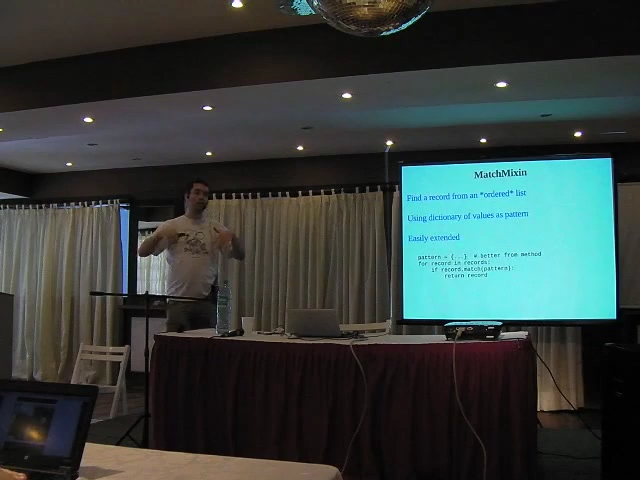 MatchMixin
Find a record from an *ordered* list
Using dictionary of values as pattern
Easily extended
pattern = {...}  # better from method
for record in records:
    if record.match(pattern):
        return record